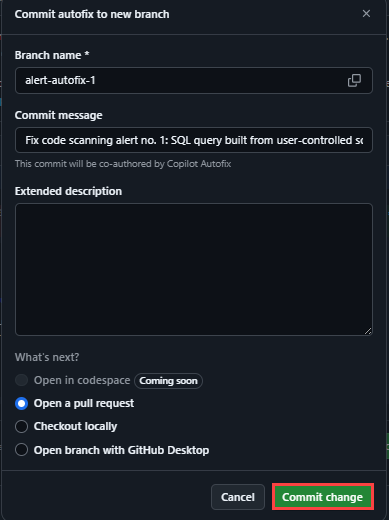 Commit autofix to new branch
Branch name *
alert-autofix-1
Commit message
Fix code scanning alert no. 1: SQL query built from user-controlled
This commit will be co-authored by Copilot Autofix
Extended description
What's next?
Open in codespace Coming soon
Open a pull request
Checkout locally
Open branch with GitHub Desktop
Cancel Commit change